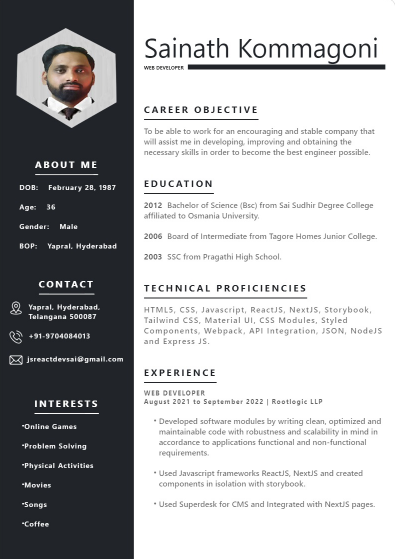 Sainath Kommagoni
WEB DEVELOPER
ABOUT ME
DOB: February 28, 1987
Age: 36
Gender: Male
BOP: Yapral, Hyderabad
CONTACT
Yapral, Hyderabad,
Telangana 500087
+91-9704084013
jsreactdevsai@gmail.com
INTERESTS
•Online Games
•Problem Solving
•Physical Activities
•Movies
•Songs
•Coffee
CAREER OBJECTIVE
To be able to work for an encouraging and stable company that
will assist me in developing, improving and obtaining the
necessary skills in order to become the best engineer possible.
EDUCATION
2012 Bachelor of Science (Bsc) from Sai Sudhir Degree College
affiliated to Osmania University.
2006 Board of Intermediate from Tagore Homes Junior College.
2003 SSC from Pragathi High School.
TECHNICAL PROFICIENCIES
HTML5, CSS, Javascript, ReactJS, NextJS, Storybook,
Tailwind CSS, Material UI, CSS Modules, Styled
Components, Webpack, API Integration, JSON, NodeJS
and Express JS.
EXPERIENCE
WEB DEVELOPER
August 2021 to September 2022 | Rootlogic LLP
• Developed software modules by writing clean, optimized and
maintainable code with robustness and scalability in mind in
accordance to applications functional and non-functional
requirements.
• Used Javascript frameworks ReactJS, NextJS and created
components in isolation with storybook.
• Used Superdesk for CMS and Integrated with NextJS pages.